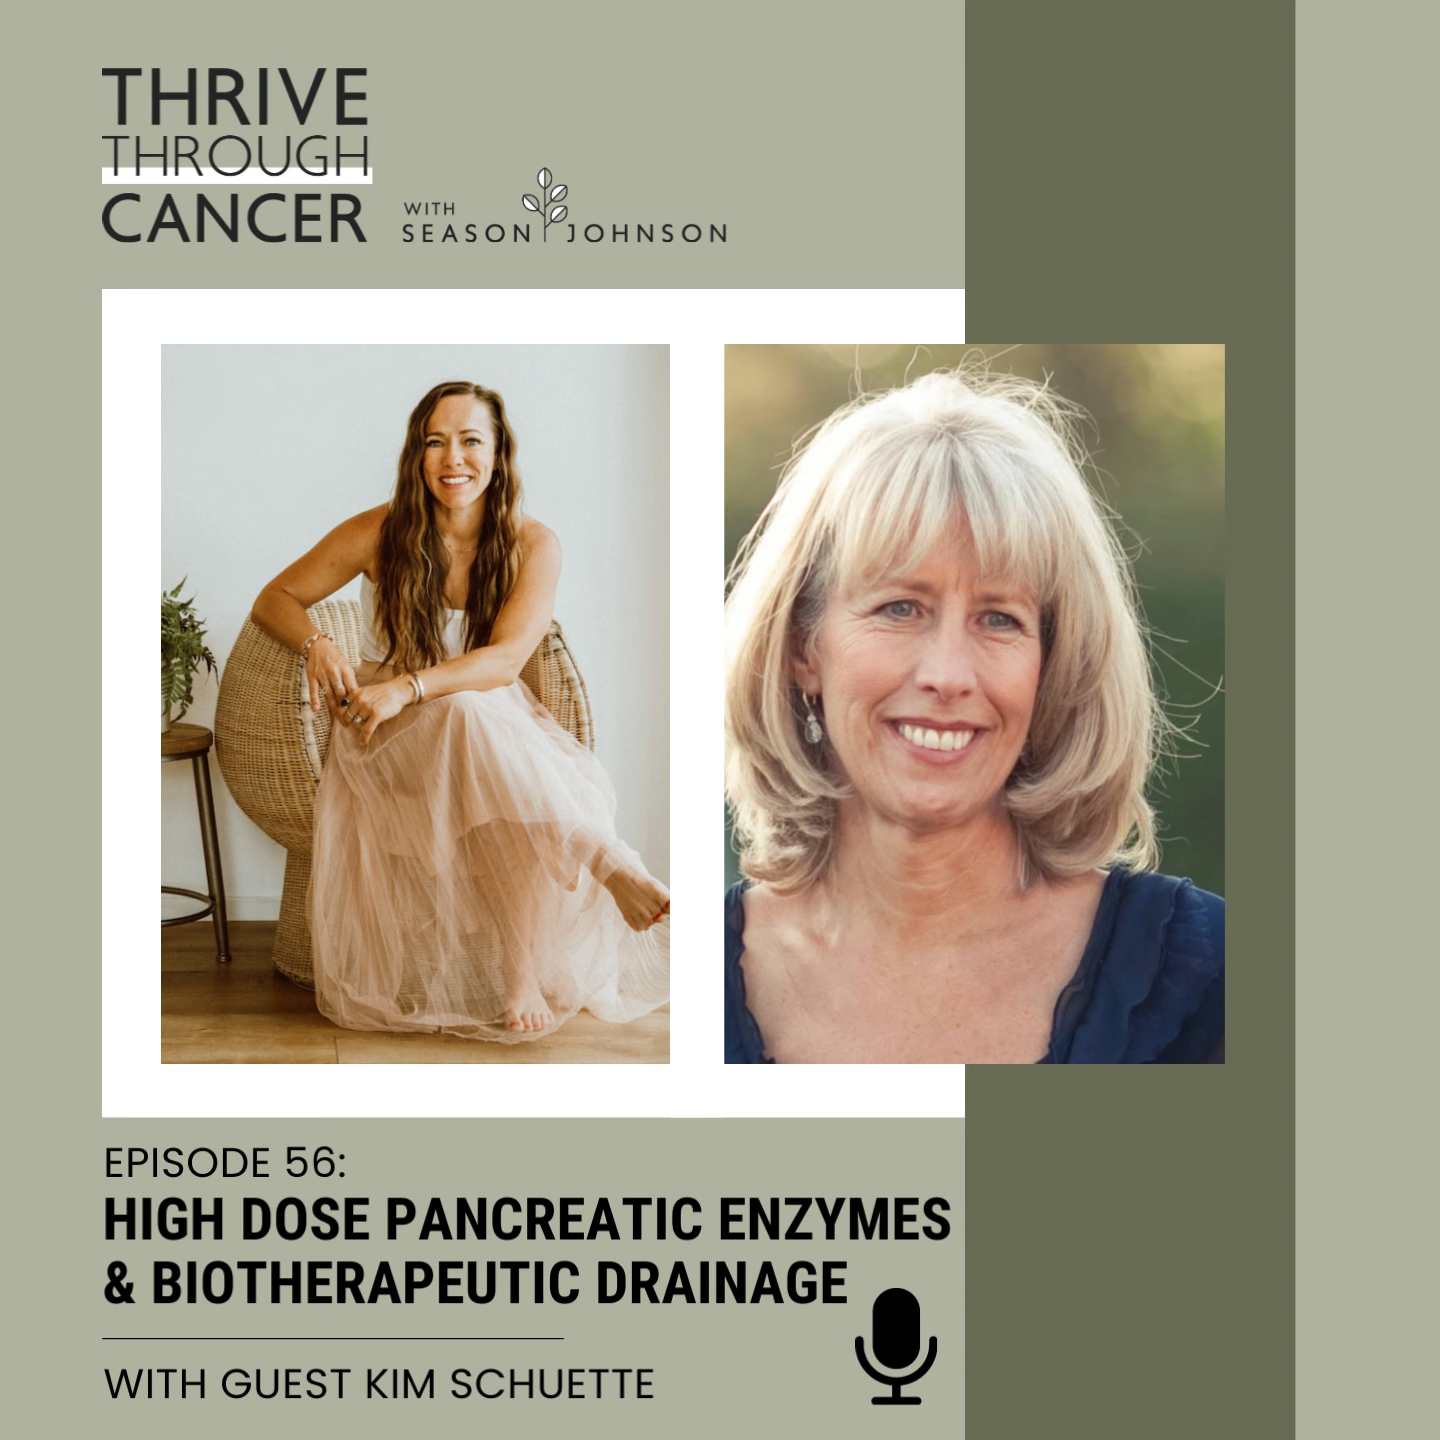 THRIVE
THROUGH
CANCER
WITH
SEASON JOHNSON
EPISODE 56:
HIGH DOSE PANCREATIC ENZYMES
& BIOTHERAPEUTIC DRAINAGE
WITH GUEST KIM SCHUETTE